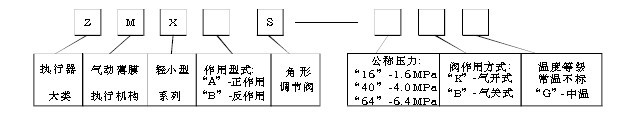 Z M X S
执行器
大类
气动薄膜
执行机构
轻小型
系列
作用型式:
“A”-正作用
“B”-反作用
角形
调节阀
公称压力:
“16”-1.6MPa
“40”-4.0MPa
“64”-6.4MPa
阀作用方式:
“K”-气开式
“B”-气关式
温度等级
常温不标
“G”-中温